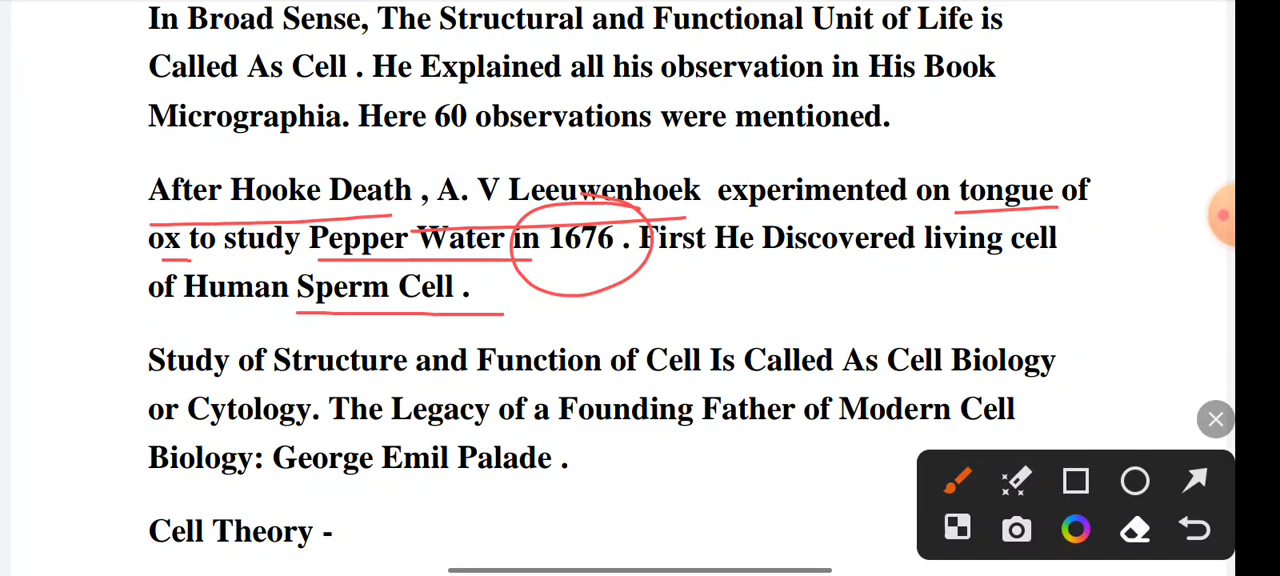 In Broad Sense, The Structural and Functional Unit of Life is
Called As Cell . He Explained all his observation in His Book
Micrographia. Here 60 observations were mentioned.
After Hooke Death , A. V Leeuwenhoek experimented on tongue of
ox to study Pepper Water in 1676 . First He Discovered living cell
of Human Sperm Cell .
Study of Structure and Function of Cell Is Called As Cell Biology
or Cytology. The Legacy of a Founding Father of Modern Cell
Biology: George Emil Palade .
Cell Theory -